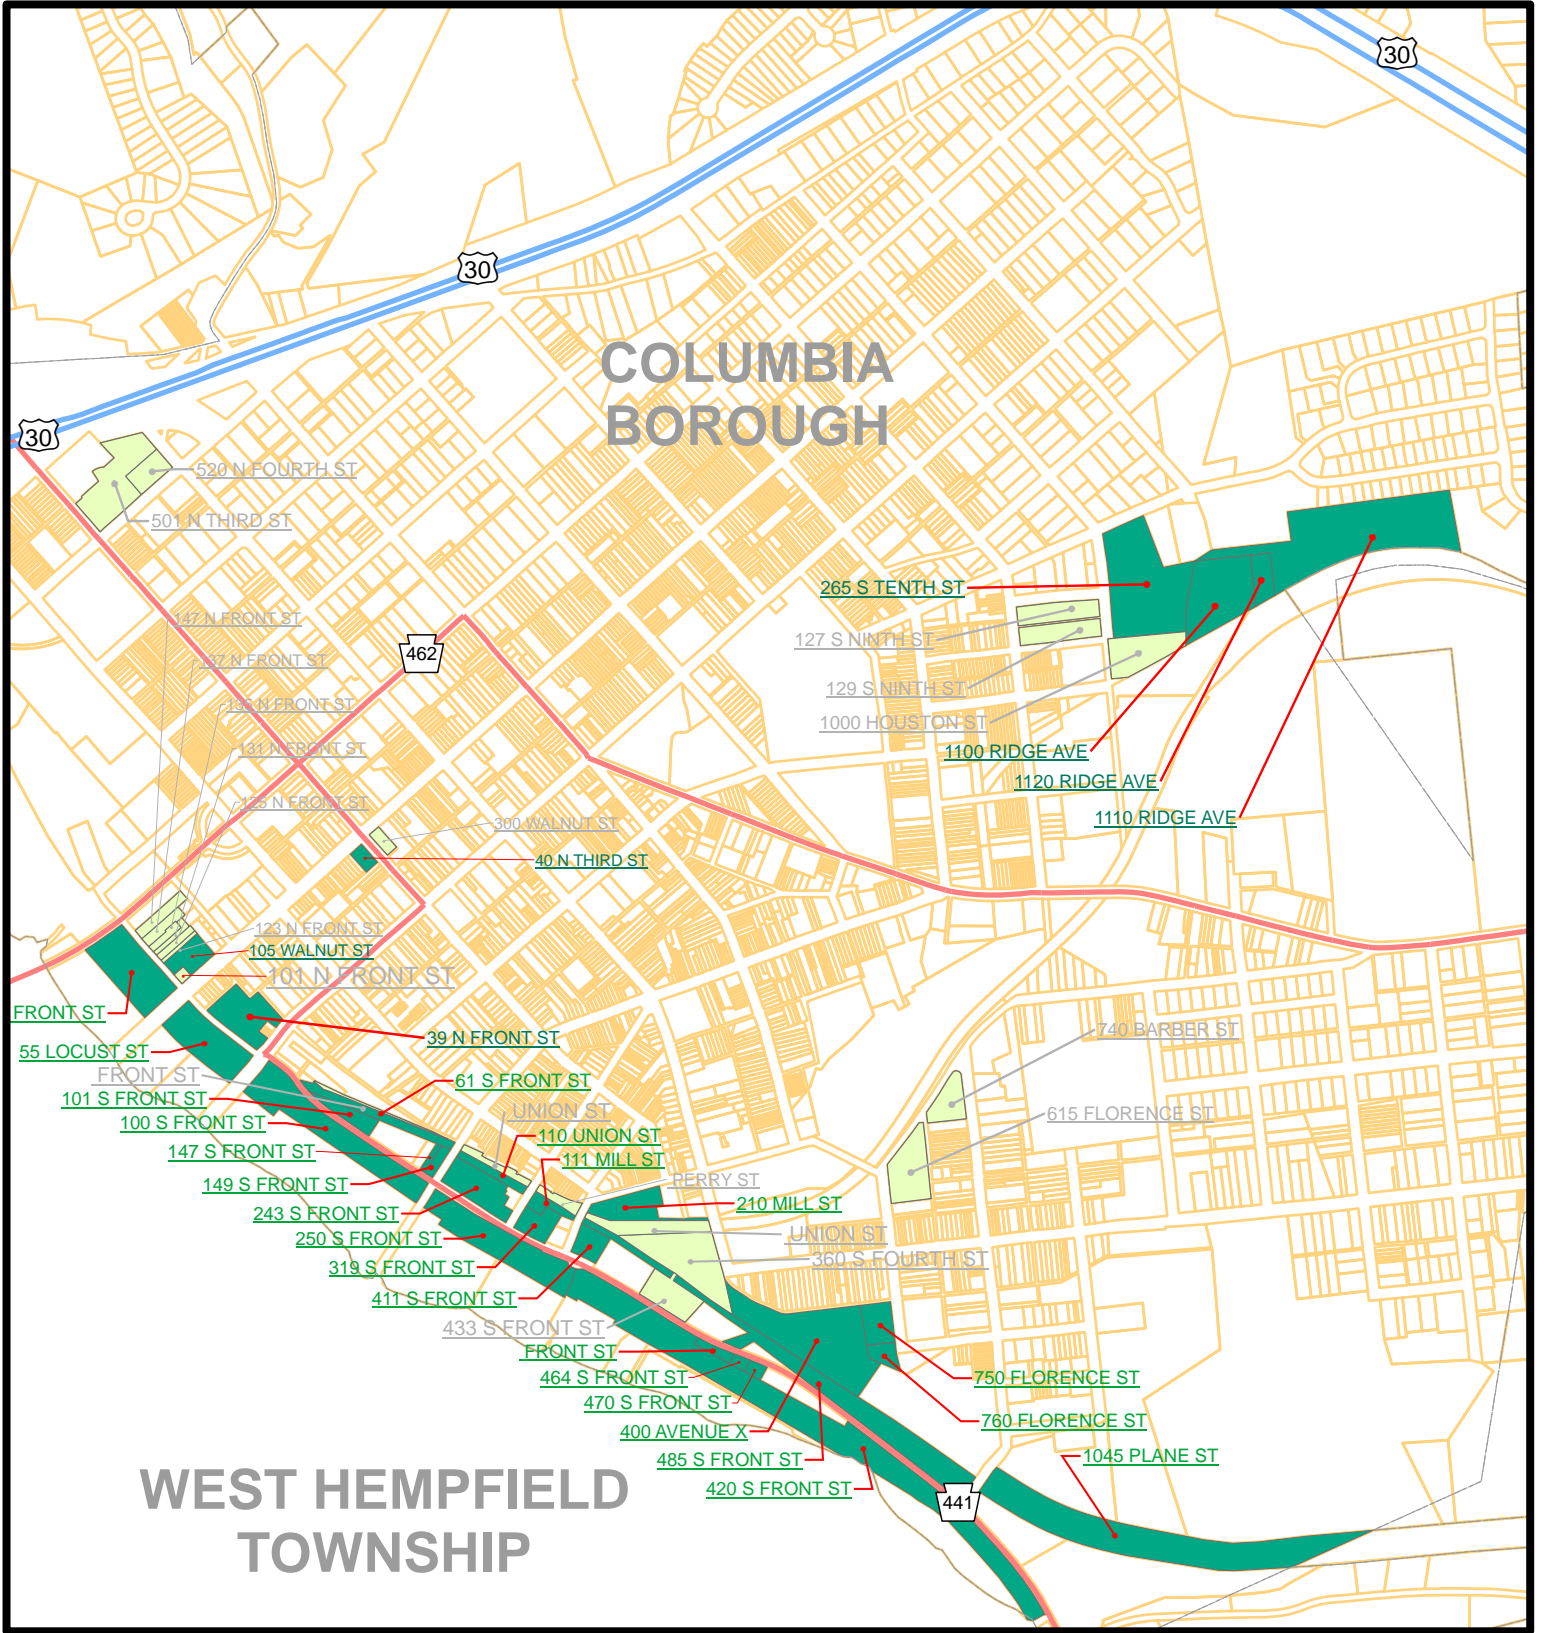 30
30
COLUMBIA
BOROUGH
30
520 N FOURTH ST
501 N THIRD ST
265 S TENTH ST
147 N FRONT ST
127 S NINTH ST
462
137 N FRONT ST
129 S NINTH ST
N FRONT ST
1000 HOUSTON ST
131 N FRONT ST
1100 RIDGE AVE
1120 RIDGE AVE
125 N FRONT ST
1110 RIDGE AVE
300 WALNUT ST
40 N THIRD ST
123 N FRONT ST
105 WALNUT ST
101 N FRONT ST
FRONT ST
740 BARBER ST
39 N FRONT ST
55 LOCUST ST
FRONT ST
61 S FRONT ST
101 S FRONT ST
UNION ST
615 FLORENCE ST
100 S FRONT ST
110 UNION ST
147 S FRONT ST
111 MILL ST
149 S FRONT ST
PERRY ST
210 MILL ST
243 S FRONT ST
250 S FRONT ST
UNION ST
319 S FRONT ST
360 S FOURTH ST
411 S FRONT ST
433 S FRONT ST
FRONT ST
464 S FRONT ST
750 FLORENCE ST
470 S FRONT ST
760 FLORENCE ST
400 AVENUE X
485 S FRONT ST
1045 PLANE ST
420 S FRONT ST
441
WEST HEMPFIELD
TOWNSHIP